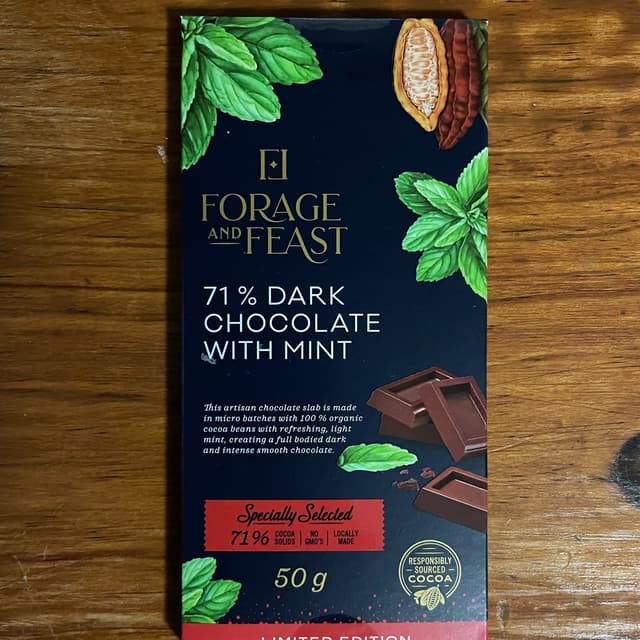 FORAGE
AND FEAST
71 % DARK
CHOCOLATE
WITH MINT
This artisan chocolate slab is made
in micro batches with 100 % organic
cocoa beans with refreshing, light
mint, creating a full bodied dark
and intense smooth chocolate.
Specially Selected
71% COCOA SOLIDS | NO GMO'S | LOCALLY MADE
50 g
RESPONSIBLY
SOURCED
COCOA
LIMITED EDITION